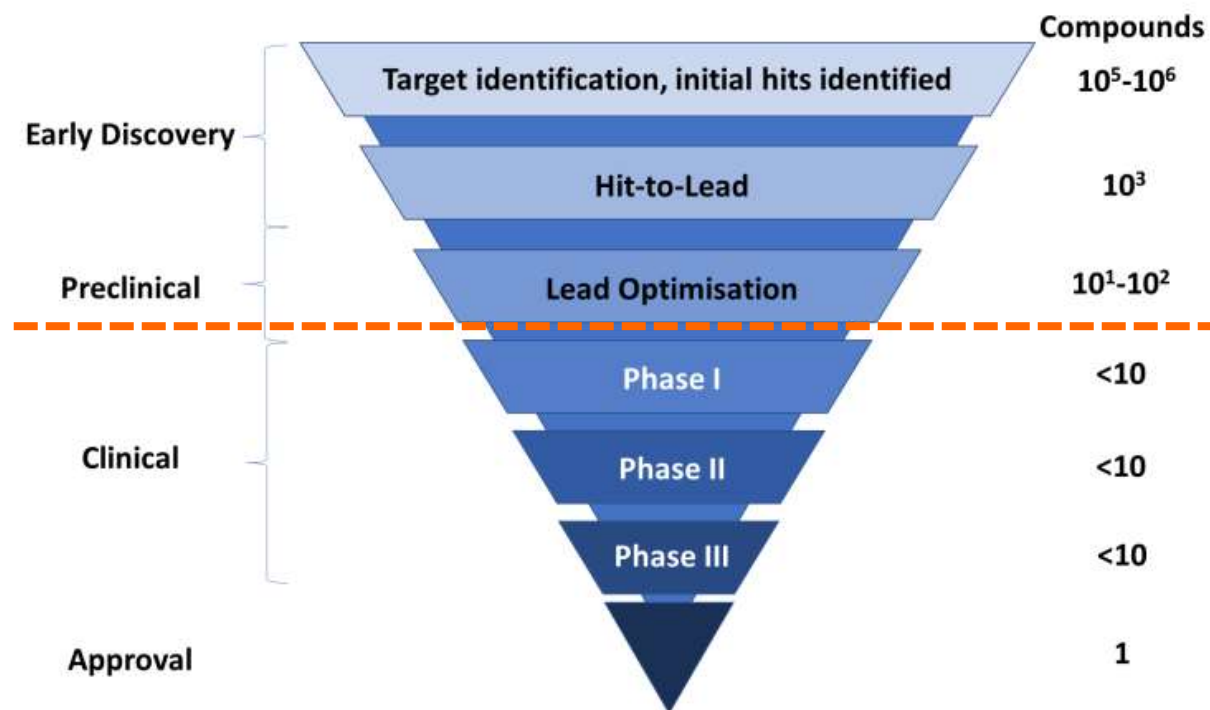 Compounds
Target identification, initial hits identified
10⁵-10⁶
Early Discovery
Hit-to-Lead
10³
Preclinical
Lead Optimisation
10¹-10²
Phase I
<10
Clinical
Phase II
<10
Phase III
<10
Approval
1